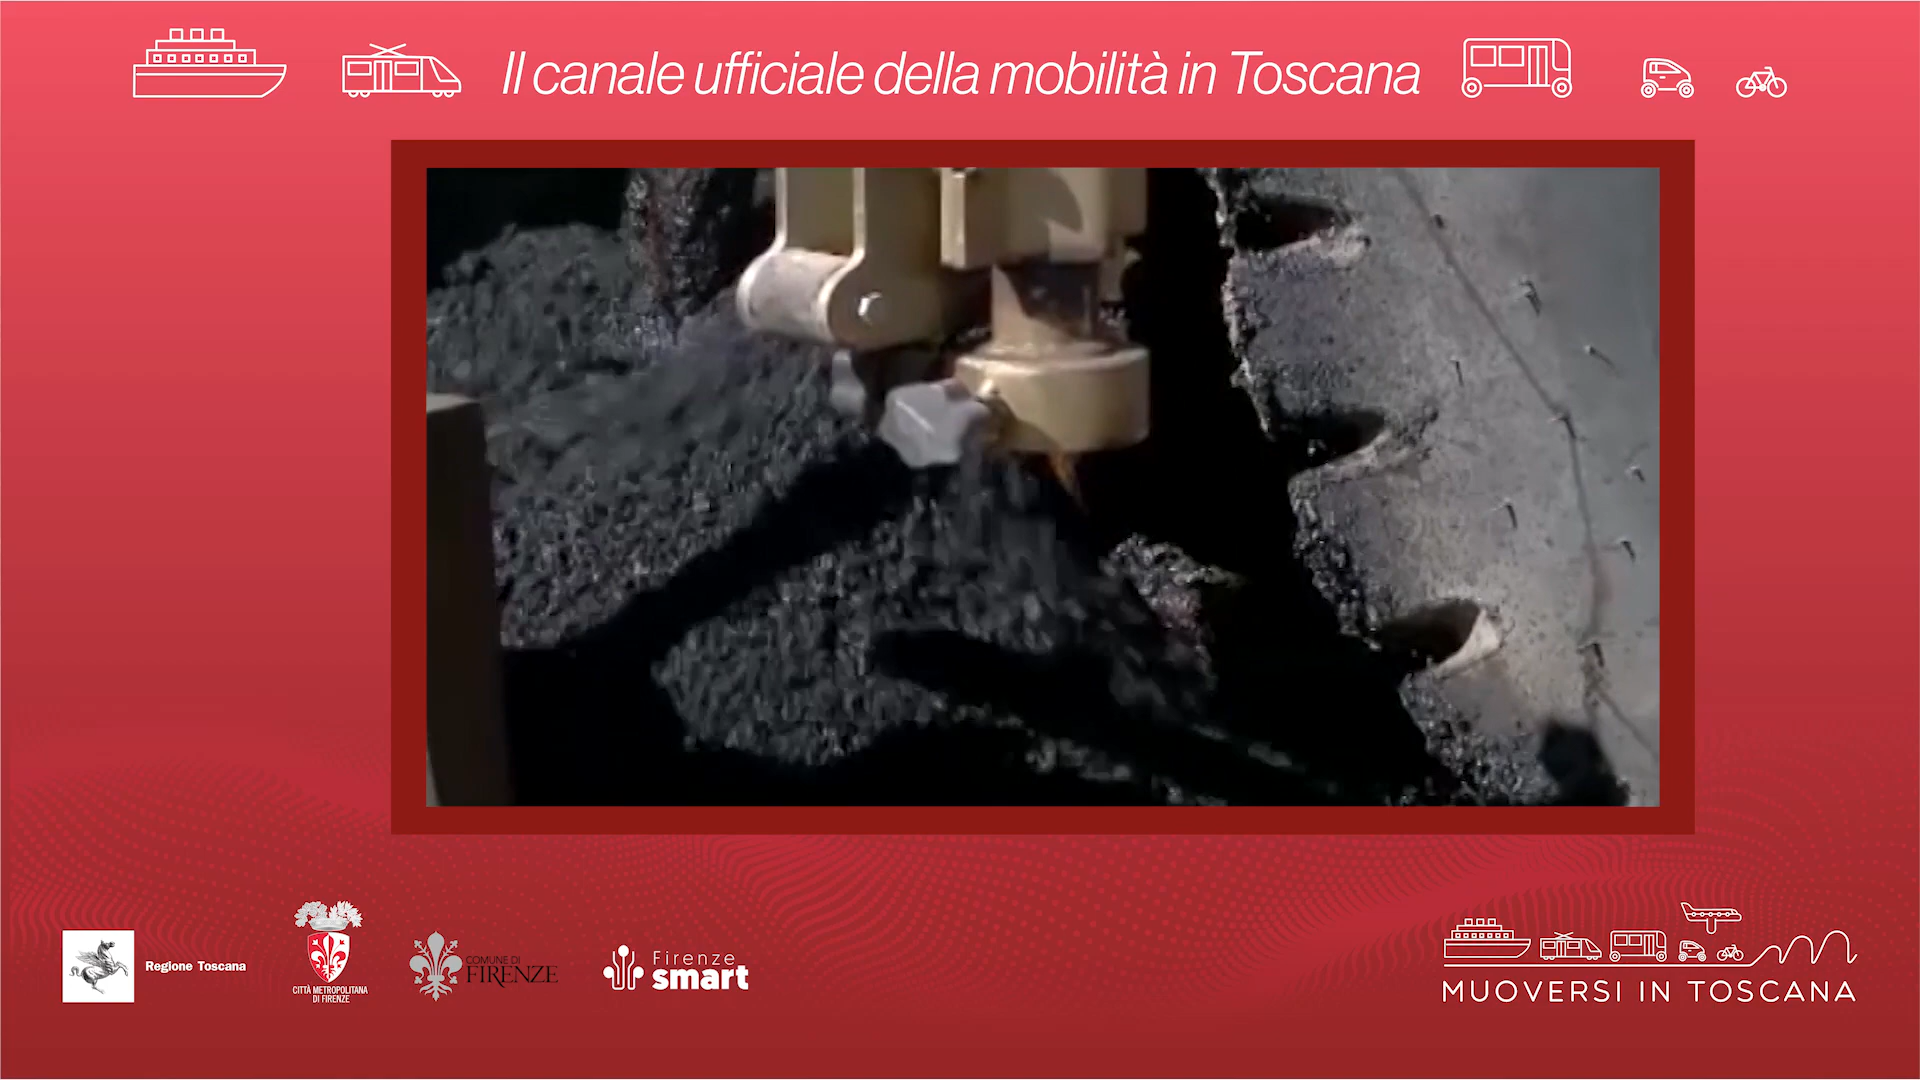 Il canale ufficiale della mobilità in Toscana
Regione Toscana
CITTÀ METROPOLITANA
DI FIRENZE
COMUNE DI
FIRENZE
Firenze
smart
MUOVERSI IN TOSCANA